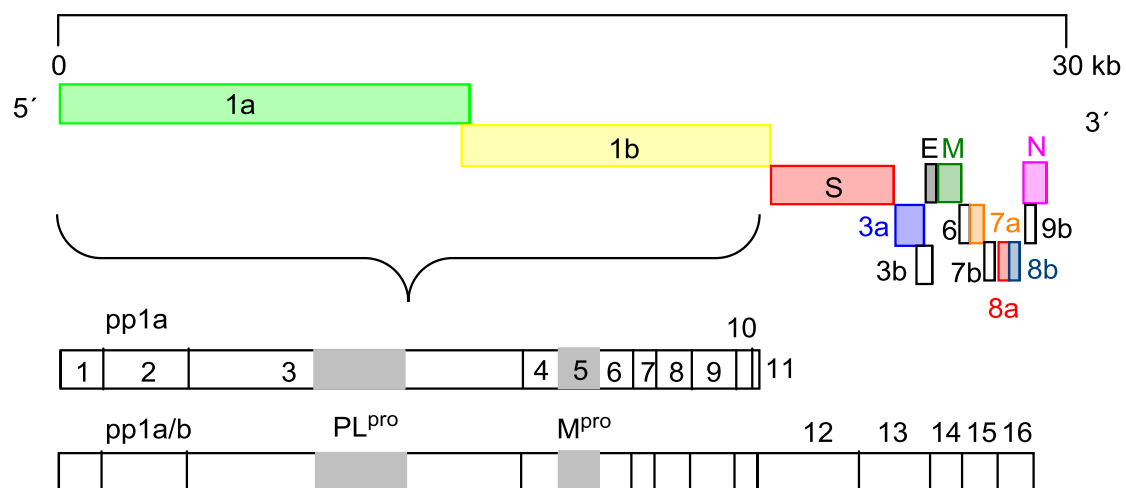 0 30 kb
5´ 1a 3´
1b E M N
S
3a 6 7a 9b
3b 7b 8b
8a
pp1a 10
1 2 3 4 5 6 7 8 9 11
pp1a/b PLpro Mpro 12 13 14 15 16